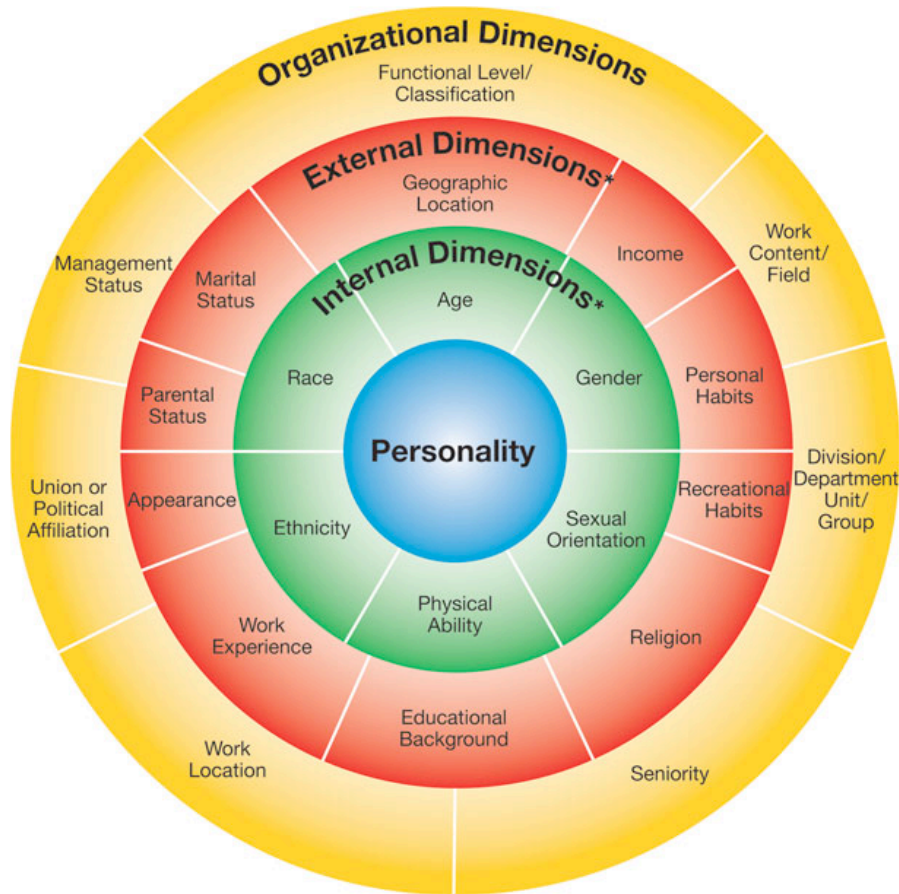 Organizational Dimensions
Functional Level/
Classification
External Dimensions*
Geographic
Location
Internal Dimensions*
Age
Income
Work
Content/
Field
Management
Status
Marital
Status
Race
Gender
Personal
Habits
Parental
Status
Personality
Division/
Department
Unit/
Group
Union or
Political
Affiliation
Appearance
Ethnicity
Sexual
Orientation
Recreational
Habits
Physical
Ability
Work
Experience
Religion
Educational
Background
Work
Location
Seniority